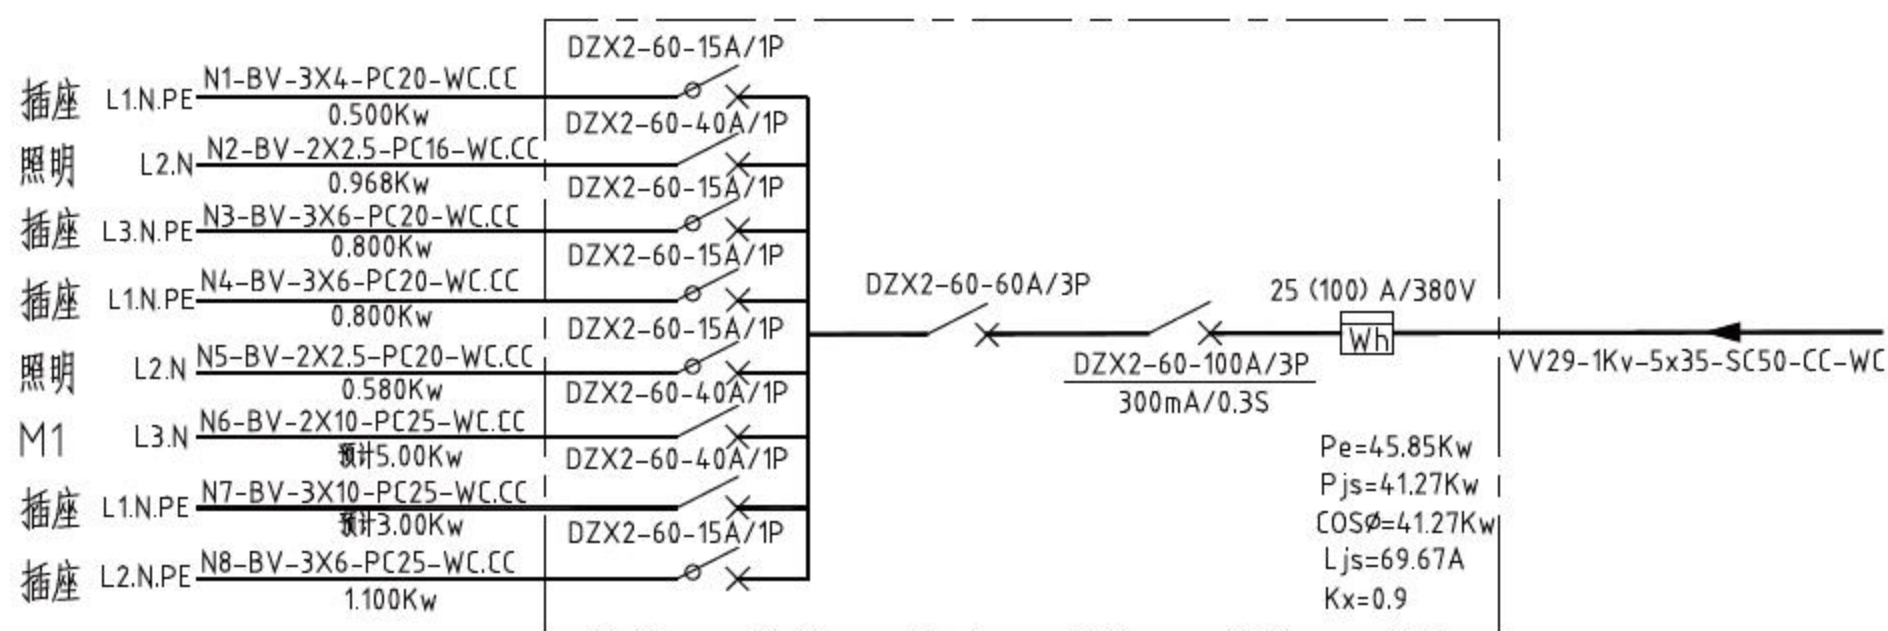 DZX2-60-15A/1P
插座 L1.N.PE N1-BV-3X4-PC20-WC.CC
0.500Kw
DZX2-60-40A/1P
照明 L2.N N2-BV-2X2.5-PC16-WC.CC
0.968Kw
DZX2-60-15A/1P
插座 L3.N.PE N3-BV-3X6-PC20-WC.CC
0.800Kw
DZX2-60-15A/1P
插座 L1.N.PE N4-BV-3X6-PC20-WC.CC
0.800Kw
DZX2-60-15A/1P
照明 L2.N N5-BV-2X2.5-PC20-WC.CC
0.580Kw
DZX2-60-40A/1P
M1 L3.N N6-BV-2X10-PC25-WC.CC
预计5.00Kw
DZX2-60-40A/1P
插座 L1.N.PE N7-BV-3X10-PC25-WC.CC
预计3.00Kw
DZX2-60-15A/1P
插座 L2.N.PE N8-BV-3X6-PC25-WC.CC
1.100Kw
DZX2-60-60A/3P
DZX2-60-100A/3P
300mA/0.3S
25 (100) A/380V
Wh
VV29-1Kv-5x35-SC50-CC-WC
Pe=45.85Kw
Pjs=41.27Kw
COSØ=41.27Kw
Ljs=69.67A
Kx=0.9